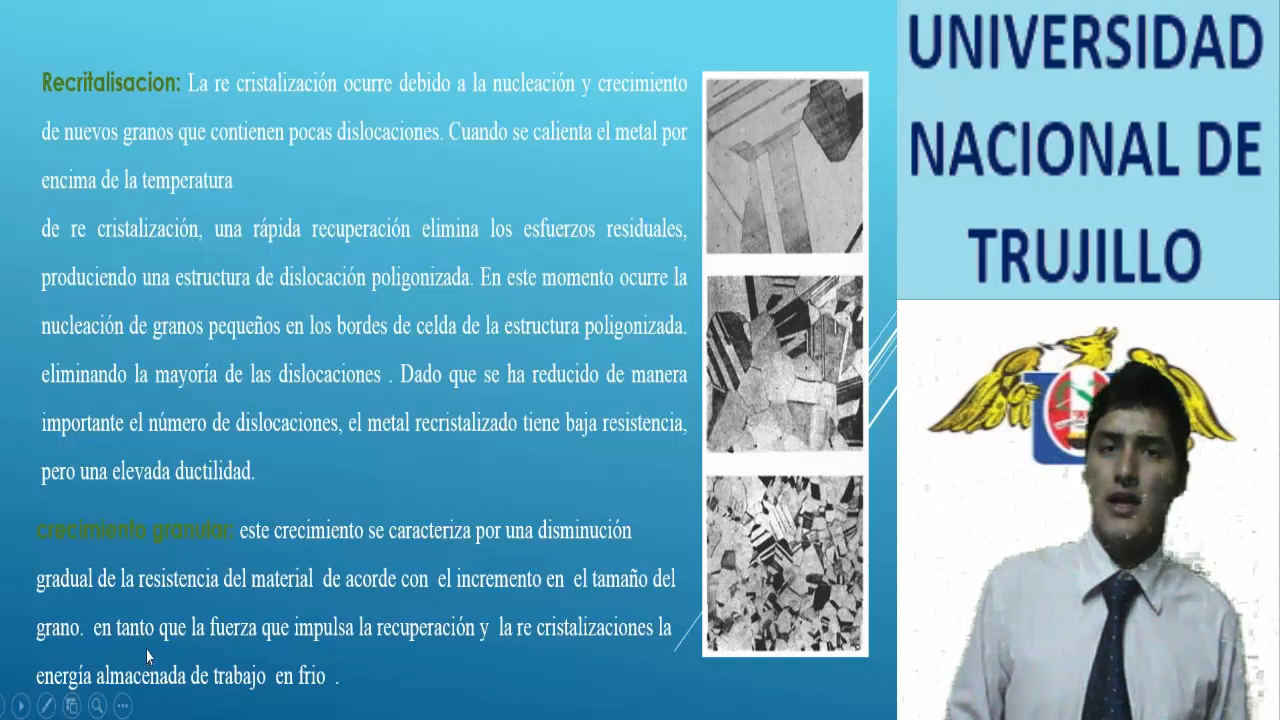 Recritalisacion: La re cristalización ocurre debido a la nucleación y crecimiento
de nuevos granos que contienen pocas dislocaciones. Cuando se calienta el metal por
encima de la temperatura
de re cristalización, una rápida recuperación elimina los esfuerzos residuales,
produciendo una estructura de dislocación poligonizada. En este momento ocurre la
nucleación de granos pequeños en los bordes de celda de la estructura poligonizada.
eliminando la mayoría de las dislocaciones . Dado que se ha reducido de manera
importante el número de dislocaciones, el metal recristalizado tiene baja resistencia,
pero una elevada ductilidad.
crecimiento granular: este crecimiento se caracteriza por una disminución
gradual de la resistencia del material de acorde con el incremento en el tamaño del
grano. en tanto que la fuerza que impulsa la recuperación y la re cristalizaciones la
energía almacenada de trabajo en frio .
UNIVERSIDAD
NACIONAL DE
TRUJILLO